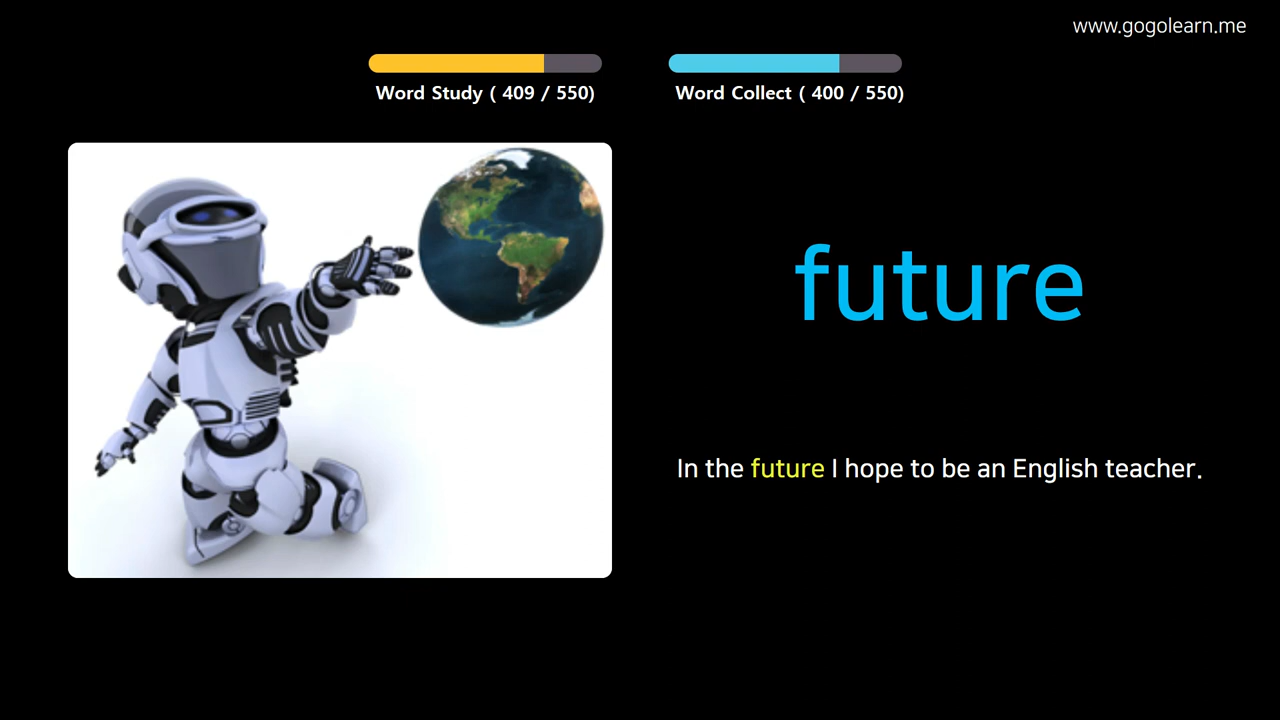 www.gogolearn.me
Word Study ( 409 / 550)
Word Collect ( 400 / 550)
future
In the future I hope to be an English teacher.